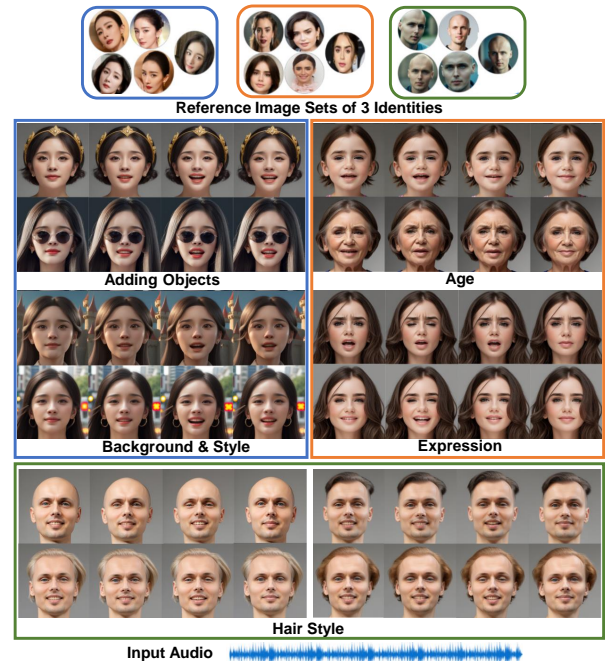 Reference Image Sets of 3 Identities
Adding Objects
Age
Background & Style
Expression
Hair Style
Input Audio